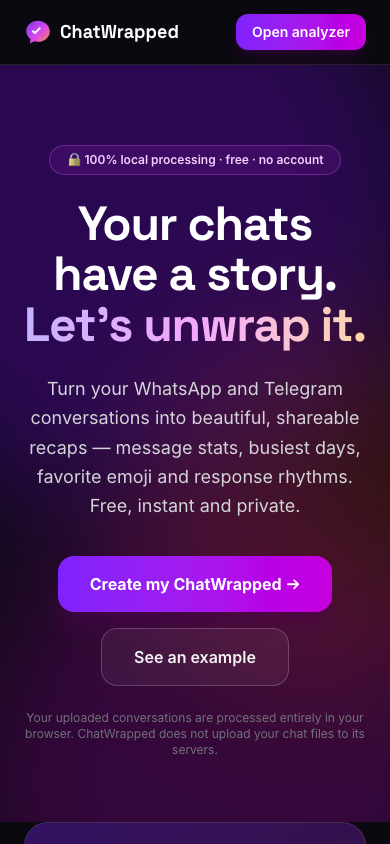 ChatWrapped
Open analyzer
🔒 100% local processing · free · no account
Your chats
have a story.
Let’s unwrap it.
Turn your WhatsApp and Telegram
conversations into beautiful, shareable
recaps — message stats, busiest days,
favorite emoji and response rhythms.
Free, instant and private.
Create my ChatWrapped →
See an example
Your uploaded conversations are processed entirely in your
browser. ChatWrapped does not upload your chat files to its
servers.